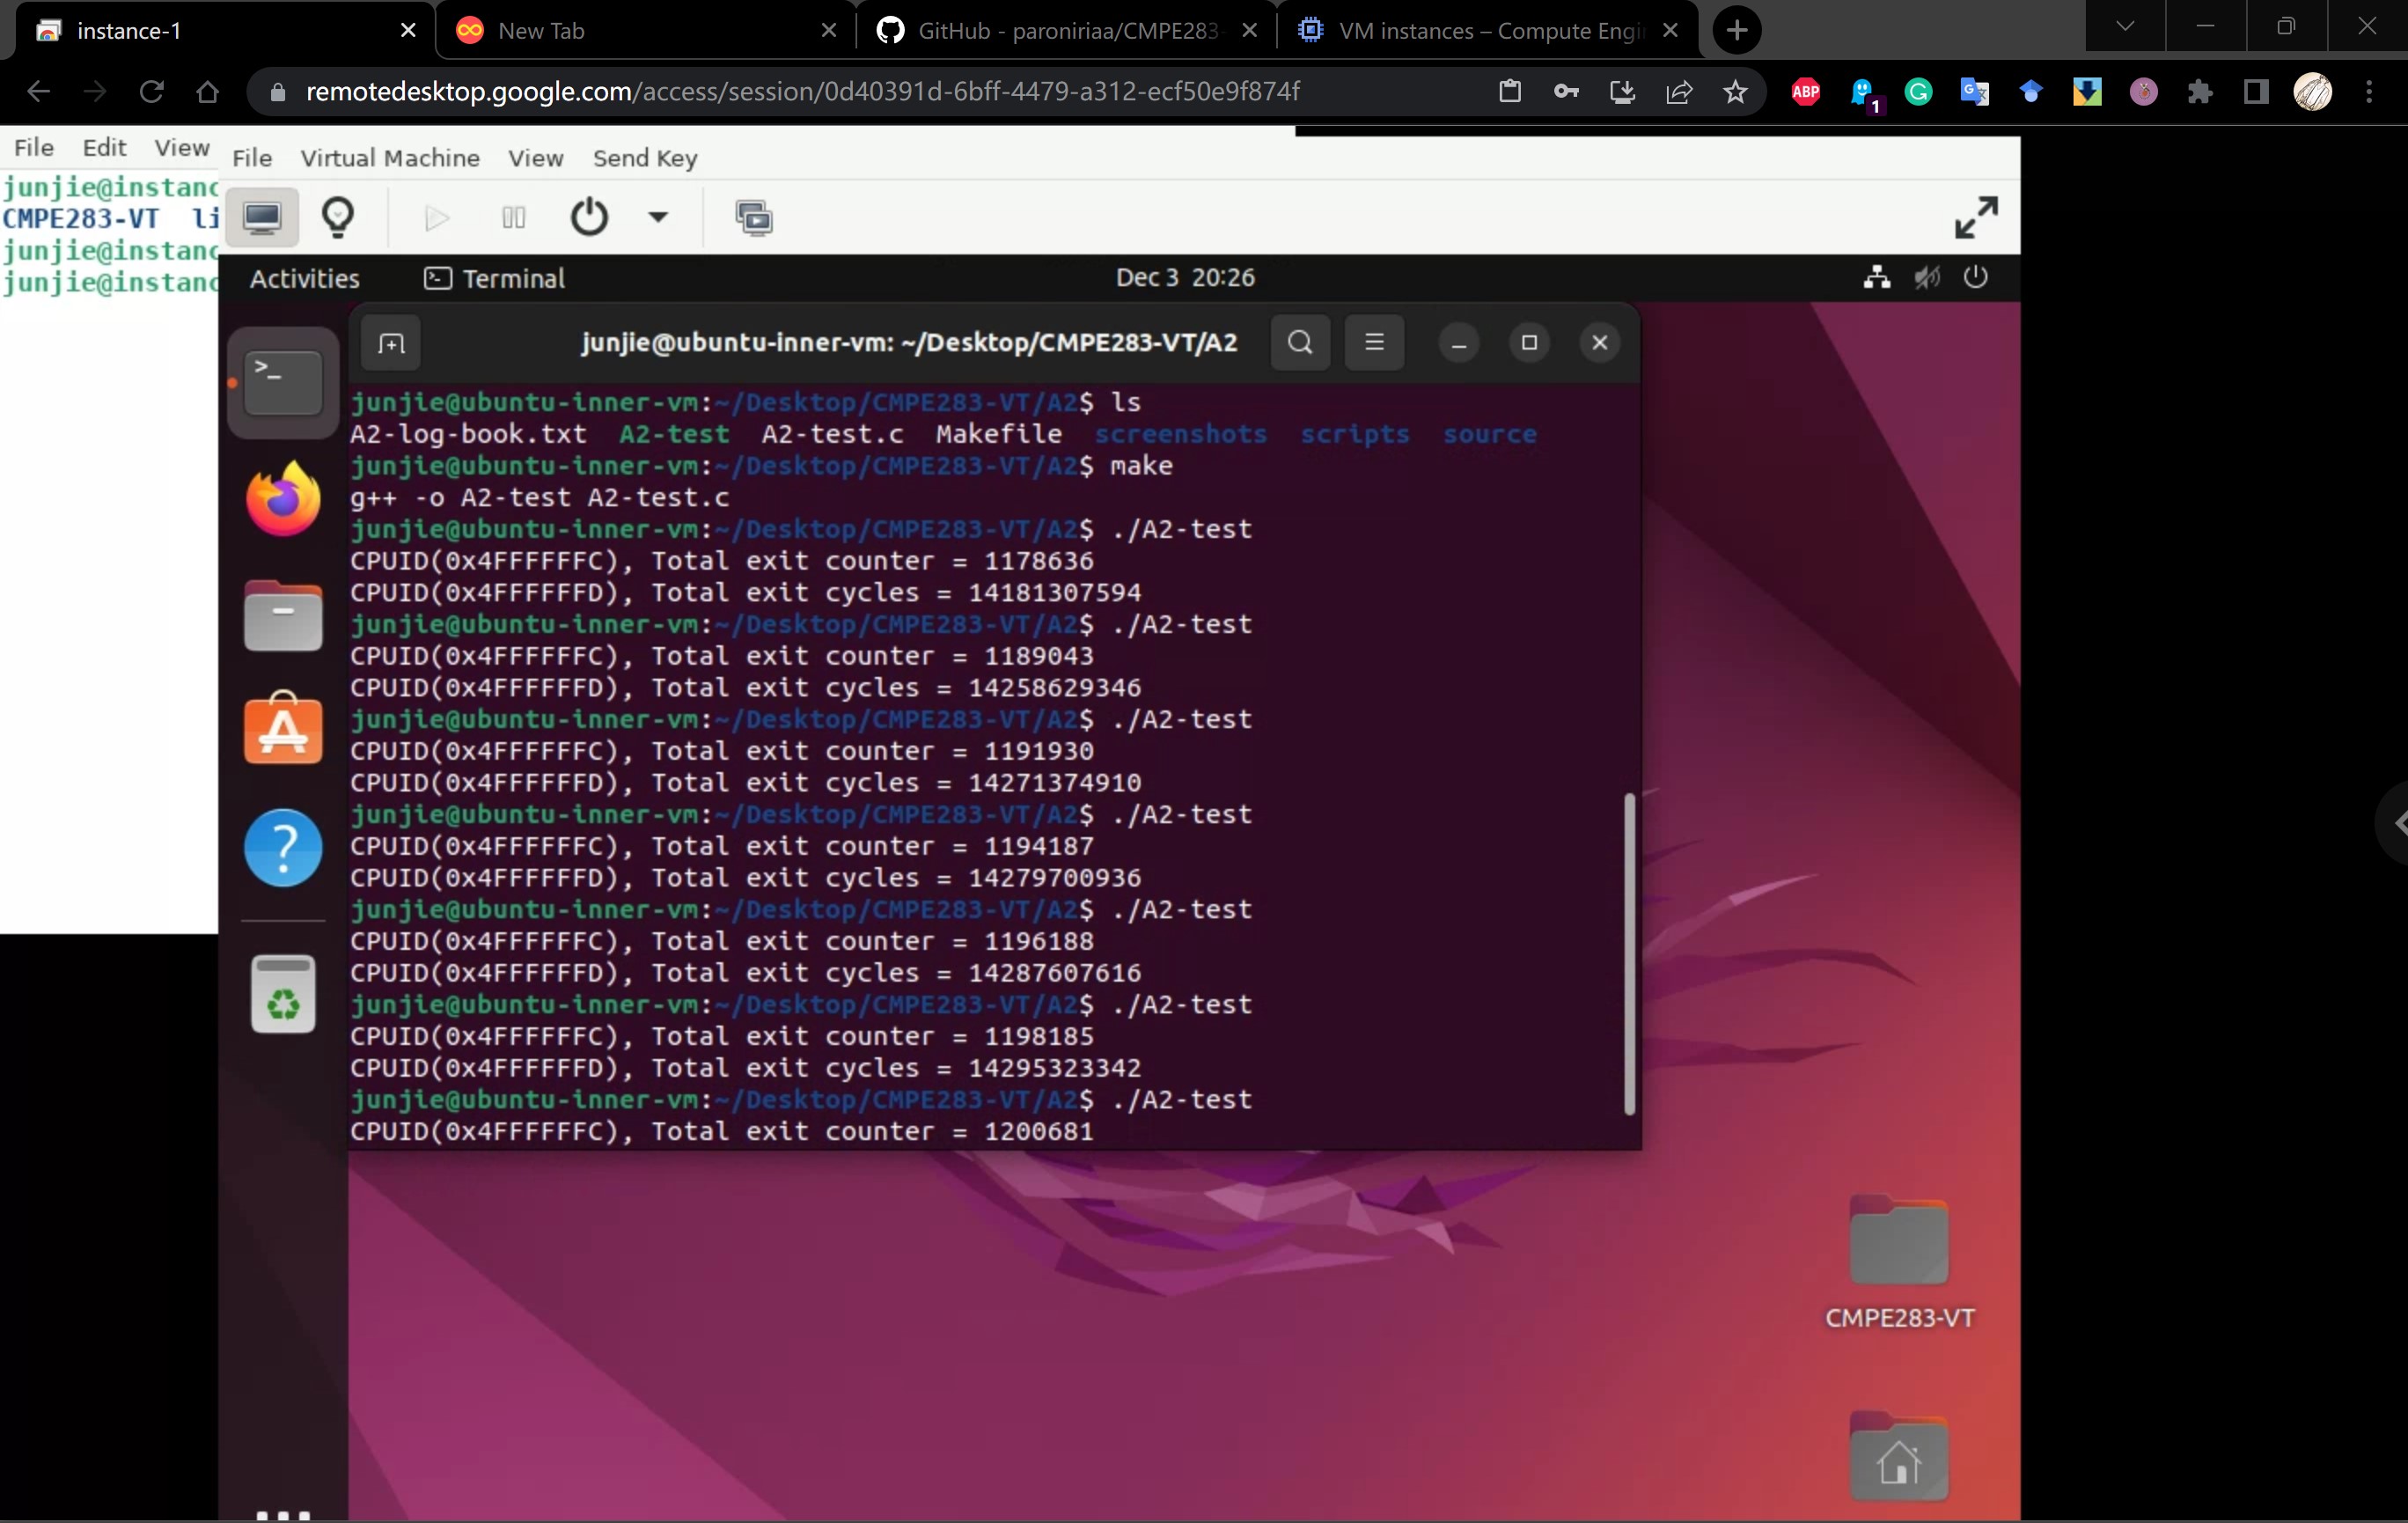 instance-1
New Tab
GitHub - paroniriaa/CMPE283-
VM instances – Compute Engi
remotedesktop.google.com/access/session/0d40391d-6bff-4479-a312-ecf50e9f874f
ABP
1
File Edit View
junjie@instanc
CMPE283-VT li
junjie@instanc
junjie@instanc
File Virtual Machine View Send Key
Activities Terminal Dec 3 20:26
junjie@ubuntu-inner-vm: ~/Desktop/CMPE283-VT/A2
junjie@ubuntu-inner-vm:~/Desktop/CMPE283-VT/A2$ ls
A2-log-book.txt A2-test A2-test.c Makefile screenshots scripts source
junjie@ubuntu-inner-vm:~/Desktop/CMPE283-VT/A2$ make
g++ -o A2-test A2-test.c
junjie@ubuntu-inner-vm:~/Desktop/CMPE283-VT/A2$ ./A2-test
CPUID(0x4FFFFFFC), Total exit counter = 1178636
CPUID(0x4FFFFFFD), Total exit cycles = 14181307594
junjie@ubuntu-inner-vm:~/Desktop/CMPE283-VT/A2$ ./A2-test
CPUID(0x4FFFFFFC), Total exit counter = 1189043
CPUID(0x4FFFFFFD), Total exit cycles = 14258629346
junjie@ubuntu-inner-vm:~/Desktop/CMPE283-VT/A2$ ./A2-test
CPUID(0x4FFFFFFC), Total exit counter = 1191930
CPUID(0x4FFFFFFD), Total exit cycles = 14271374910
junjie@ubuntu-inner-vm:~/Desktop/CMPE283-VT/A2$ ./A2-test
CPUID(0x4FFFFFFC), Total exit counter = 1194187
CPUID(0x4FFFFFFD), Total exit cycles = 14279700936
junjie@ubuntu-inner-vm:~/Desktop/CMPE283-VT/A2$ ./A2-test
CPUID(0x4FFFFFFC), Total exit counter = 1196188
CPUID(0x4FFFFFFD), Total exit cycles = 14287607616
junjie@ubuntu-inner-vm:~/Desktop/CMPE283-VT/A2$ ./A2-test
CPUID(0x4FFFFFFC), Total exit counter = 1198185
CPUID(0x4FFFFFFD), Total exit cycles = 14295323342
junjie@ubuntu-inner-vm:~/Desktop/CMPE283-VT/A2$ ./A2-test
CPUID(0x4FFFFFFC), Total exit counter = 1200681
CMPE283-VT